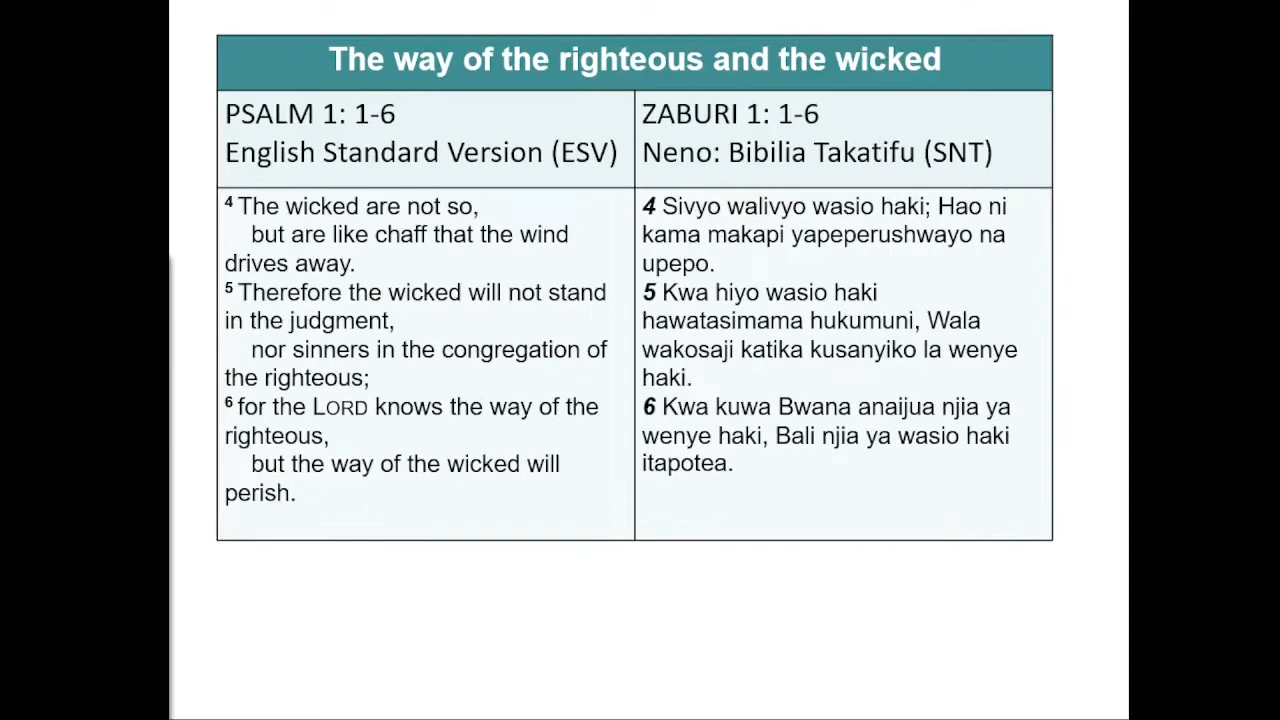 The way of the righteous and the wicked
PSALM 1: 1-6
English Standard Version (ESV)
ZABURI 1: 1-6
Neno: Bibilia Takatifu (SNT)
4 The wicked are not so,
but are like chaff that the wind
drives away.
5 Therefore the wicked will not stand
in the judgment,
nor sinners in the congregation of
the righteous;
6 for the LORD knows the way of the
righteous,
but the way of the wicked will
perish.
4 Sivyo walivyo wasio haki; Hao ni
kama makapi yapeperushwayo na
upepo.
5 Kwa hiyo wasio haki
hawatasimama hukumuni, Wala
wakosaji katika kusanyiko la wenye
haki.
6 Kwa kuwa Bwana anaijua njia ya
wenye haki, Bali njia ya wasio haki
itapotea.